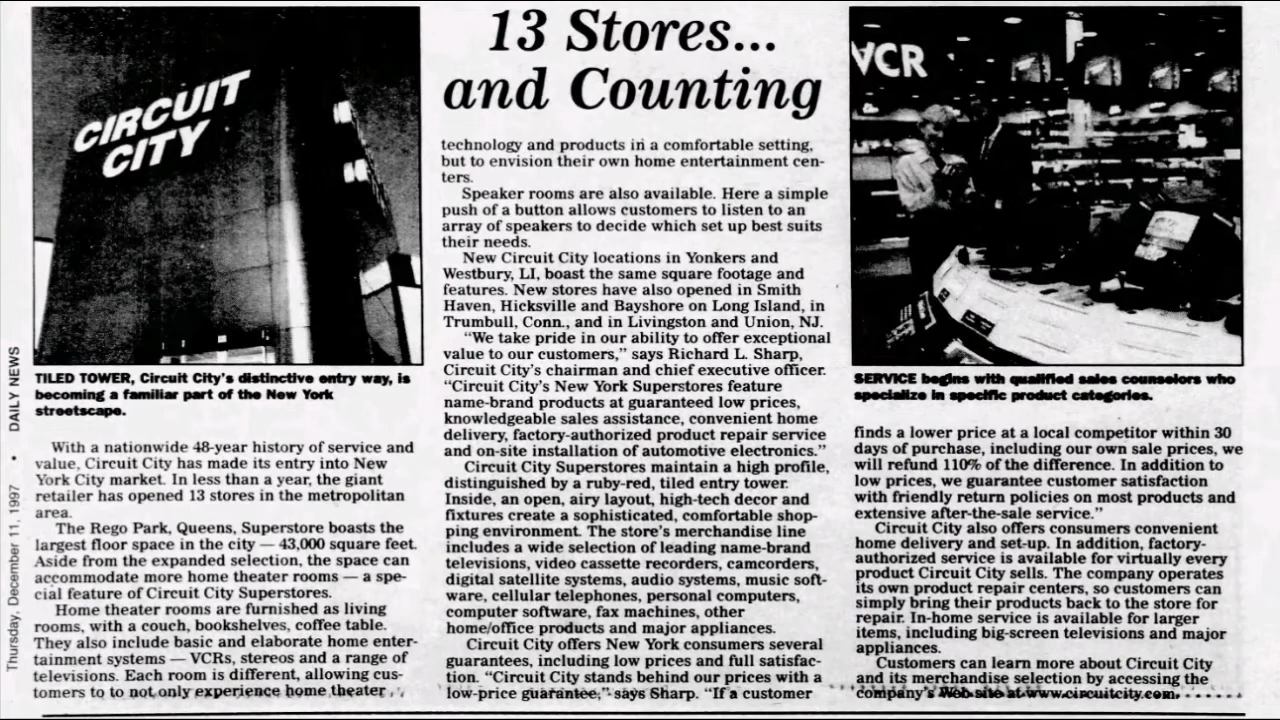 13 Stores...
and Counting
CIRCUIT
CITY
TILED TOWER, Circuit City's distinctive entry way, is
becoming a familiar part of the New York
streetscape.
With a nationwide 48-year history of service and
value, Circuit City has made its entry into New
York City market. In less than a year, the giant
retailer has opened 13 stores in the metropolitan
area.
The Rego Park, Queens, Superstore boasts the
largest floor space in the city — 43,000 square feet.
Aside from the expanded selection, the space can
accommodate more home theater rooms — a spe-
cial feature of Circuit City Superstores.
Home theater rooms are furnished as living
rooms, with a couch, bookshelves, coffee table.
They also include basic and elaborate home enter-
tainment systems — VCRs, stereos and a range of
televisions. Each room is different, allowing cus-
tomers to to not only experience home theater
technology and products in a comfortable setting,
but to envision their own home entertainment cen-
ters.
Speaker rooms are also available. Here a simple
push of a button allows customers to listen to an
array of speakers to decide which set up best suits
their needs.
New Circuit City locations in Yonkers and
Westbury, LI, boast the same square footage and
features. New stores have also opened in Smith
Haven, Hicksville and Bayshore on Long Island, in
Trumbull, Conn., and in Livingston and Union, NJ.
“We take pride in our ability to offer exceptional
value to our customers,” says Richard L. Sharp,
Circuit City's chairman and chief executive officer.
“Circuit City's New York Superstores feature
name-brand products at guaranteed low prices,
knowledgeable sales assistance, convenient home
delivery, factory-authorized product repair service
and on-site installation of automotive electronics.”
Circuit City Superstores maintain a high profile,
distinguished by a ruby-red, tiled entry tower.
Inside, an open, airy layout, high-tech decor and
fixtures create a sophisticated, comfortable shop-
ping environment. The store's merchandise line
includes a wide selection of leading name-brand
televisions, video cassette recorders, camcorders,
digital satellite systems, audio systems, music soft-
ware, cellular telephones, personal computers,
computer software, fax machines, other
home/office products and major appliances.
Circuit City offers New York consumers several
guarantees, including low prices and full satisfac-
tion. “Circuit City stands behind our prices with a
low-price guarantee,” says Sharp. “If a customer
VCR
SERVICE begins with qualified sales counselors who
specialize in specific product categories.
finds a lower price at a local competitor within 30
days of purchase, including our own sale prices, we
will refund 110% of the difference. In addition to
low prices, we guarantee customer satisfaction
with friendly return policies on most products and
extensive after-the-sale service.”
Circuit City also offers consumers convenient
home delivery and set-up. In addition, factory-
authorized service is available for virtually every
product Circuit City sells. The company operates
its own product repair centers, so customers can
simply bring their products back to the store for
repair. In-home service is available for larger
items, including big-screen televisions and major
appliances.
Customers can learn more about Circuit City
and its merchandise selection by accessing the
company's Web site at www.circuitcity.com.
Thursday, December 11, 1997 • DAILY NEWS